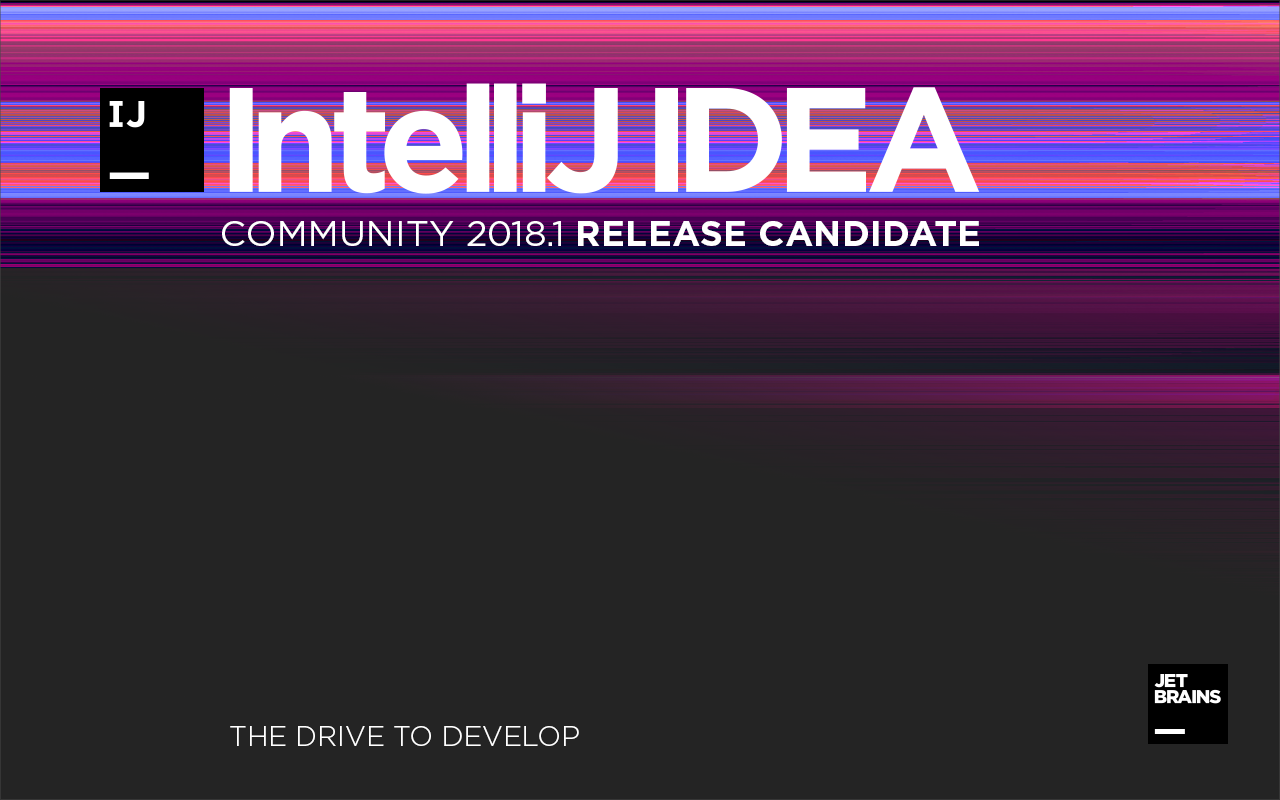 IJ
IntelliJ IDEA
COMMUNITY 2018.1 RELEASE CANDIDATE
JET
BRAINS
THE DRIVE TO DEVELOP